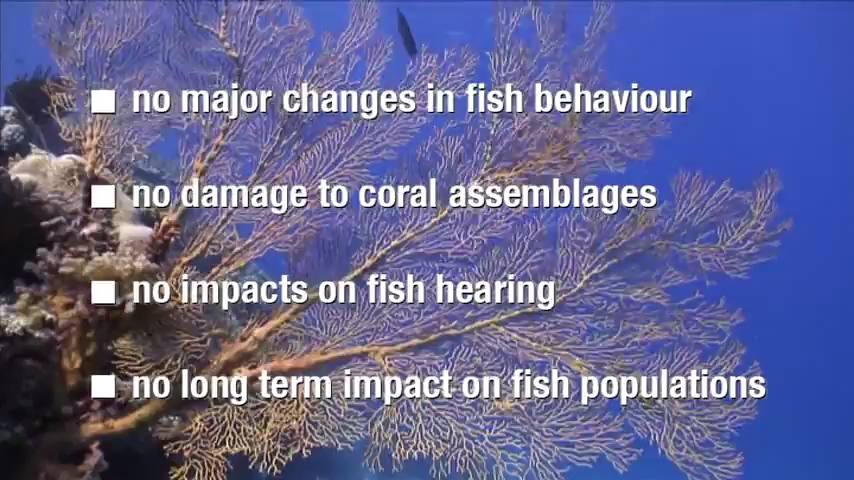 no major changes in fish behaviour
no damage to coral assemblages
no impacts on fish hearing
no long term impact on fish populations